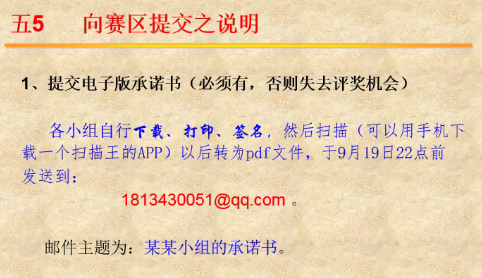 五5 向赛区提交之说明
1、提交电子版承诺书（必须有，否则失去评奖机会）
各小组自行下载、打印、签名，然后扫描（可以用手机下
载一个扫描王的APP）以后转为pdf文件，于9月19日22点前
发送到：
1813430051@qq.com 。
邮件主题为：某某小组的承诺书。